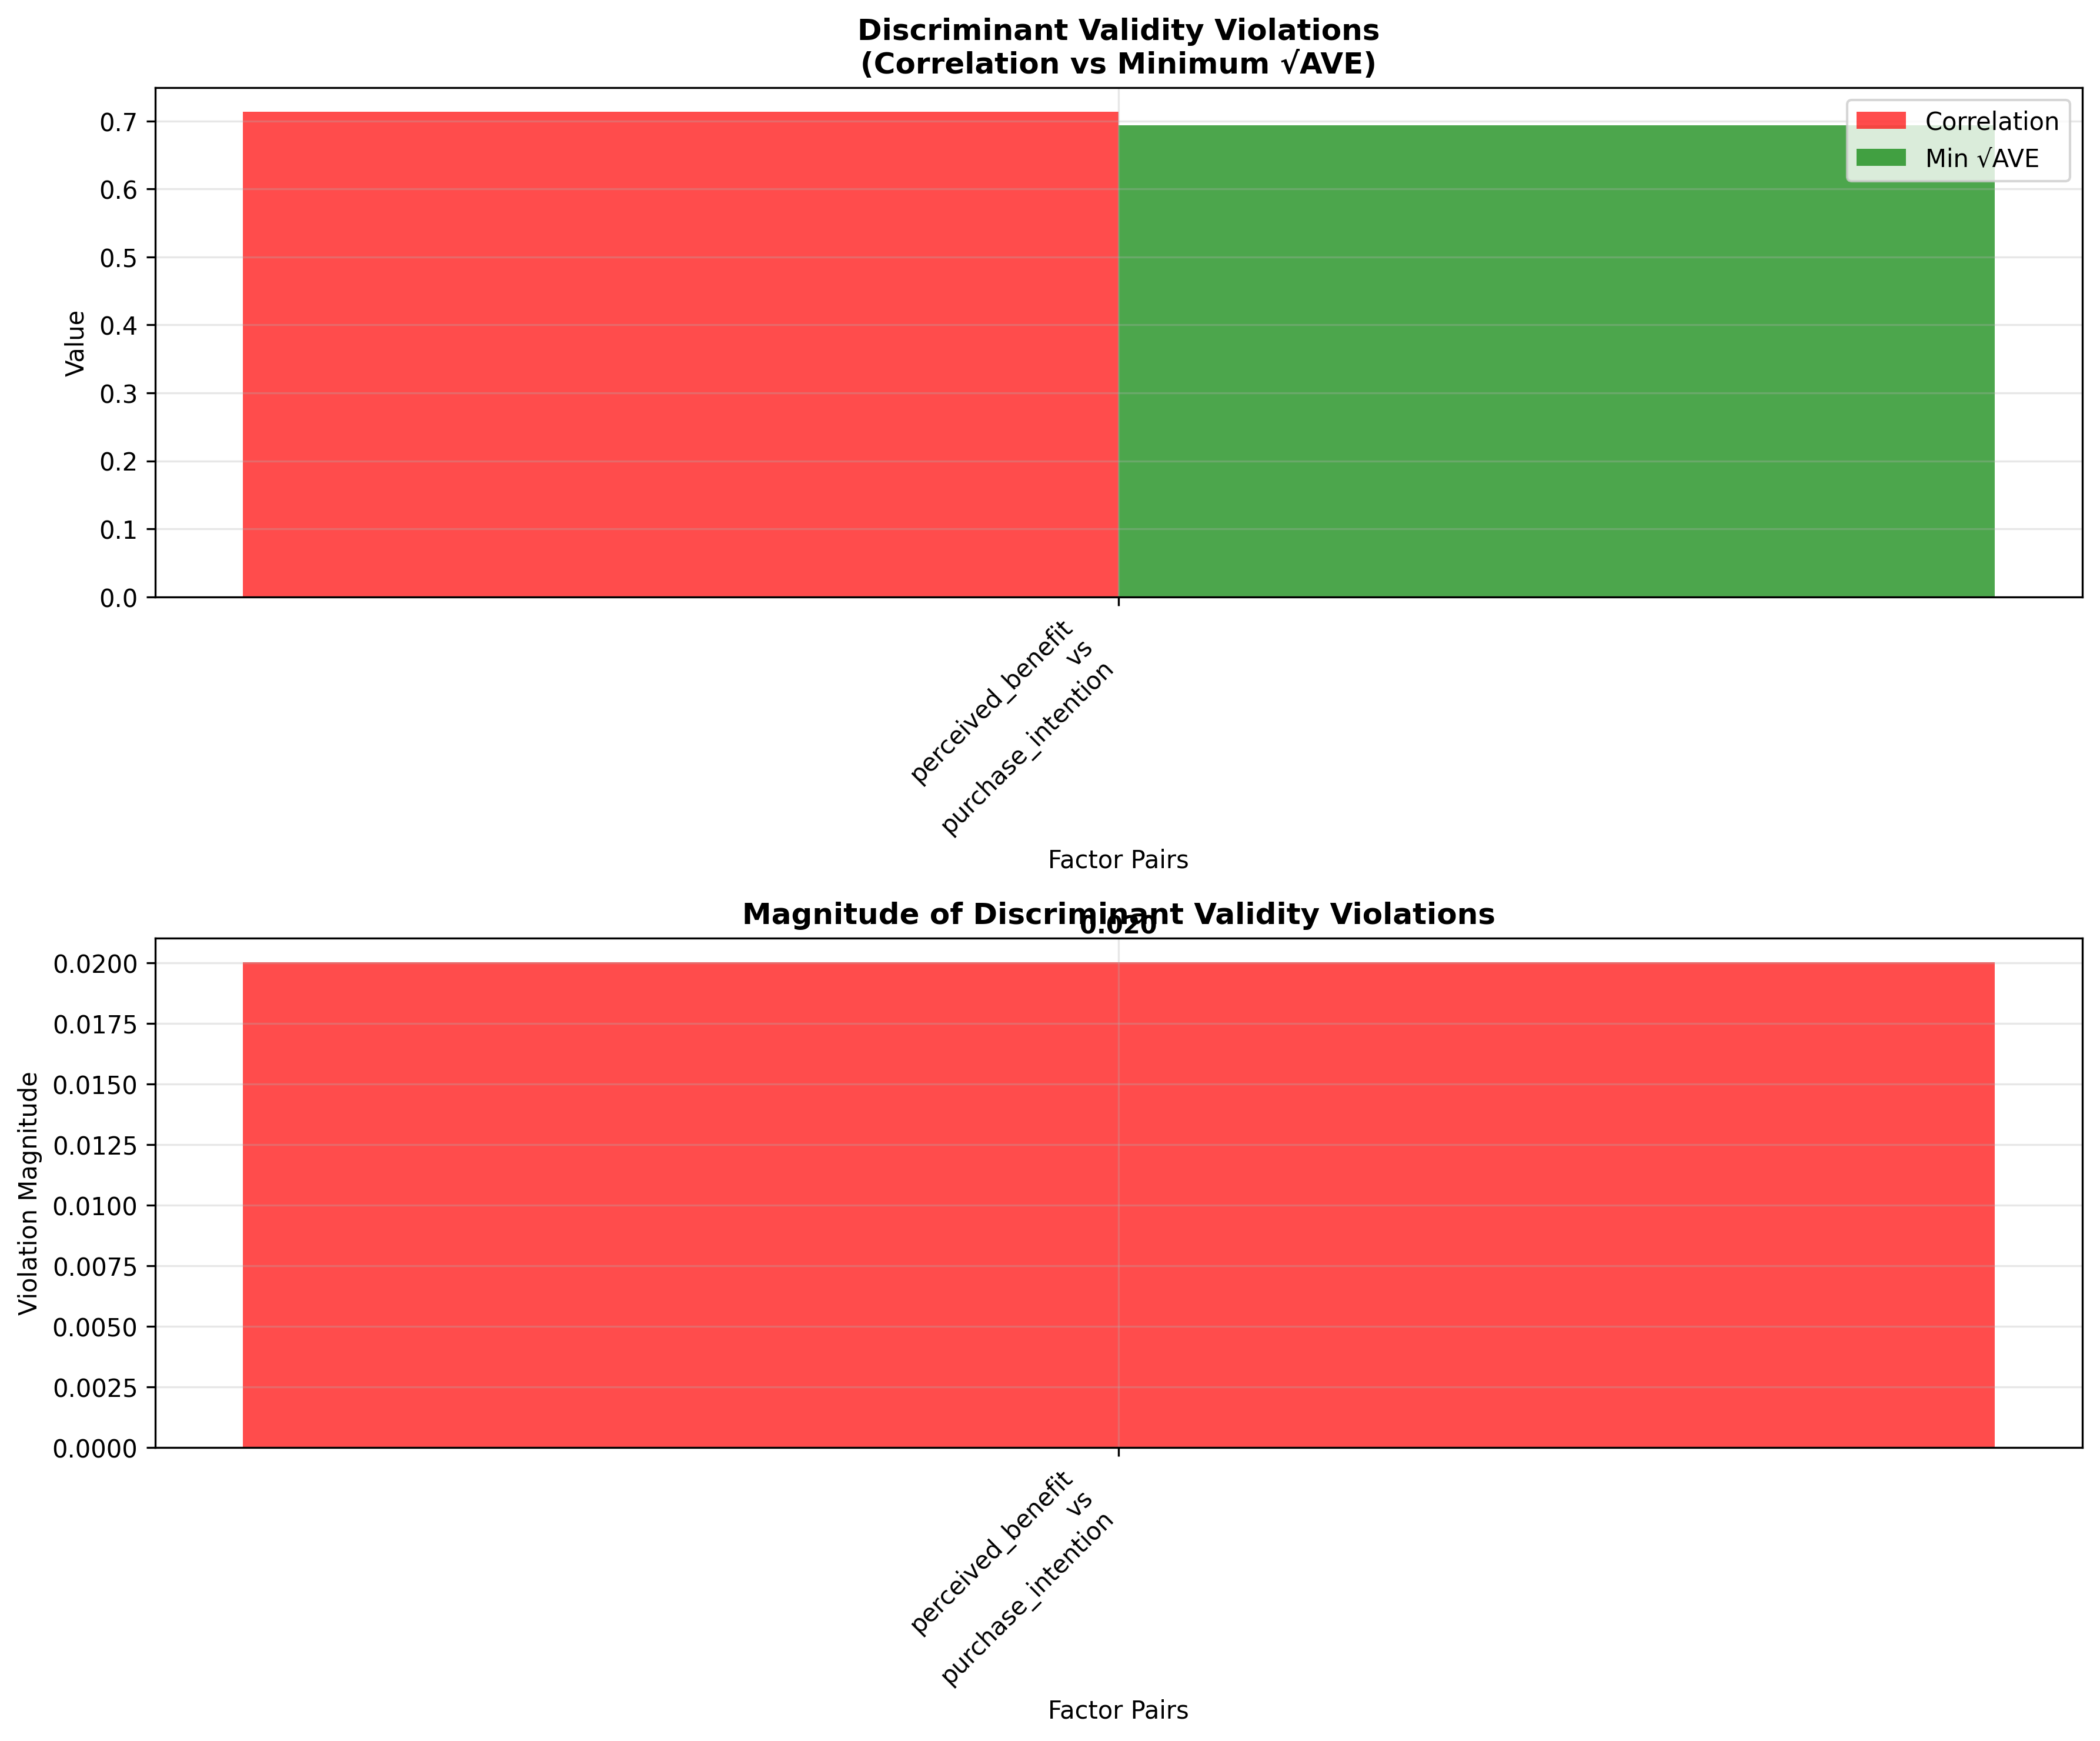 Discriminant Validity Violations
(Correlation vs Minimum √AVE)
Correlation
Min √AVE
0.7
0.6
0.5
0.4
0.3
0.2
0.1
0.0
Value
perceived_benefit
vs
purchase_intention
Factor Pairs
Magnitude of Discriminant Validity Violations
0.020
0.0200
0.0175
0.0150
0.0125
0.0100
0.0075
0.0050
0.0025
0.0000
Violation Magnitude
perceived_benefit
vs
purchase_intention
Factor Pairs